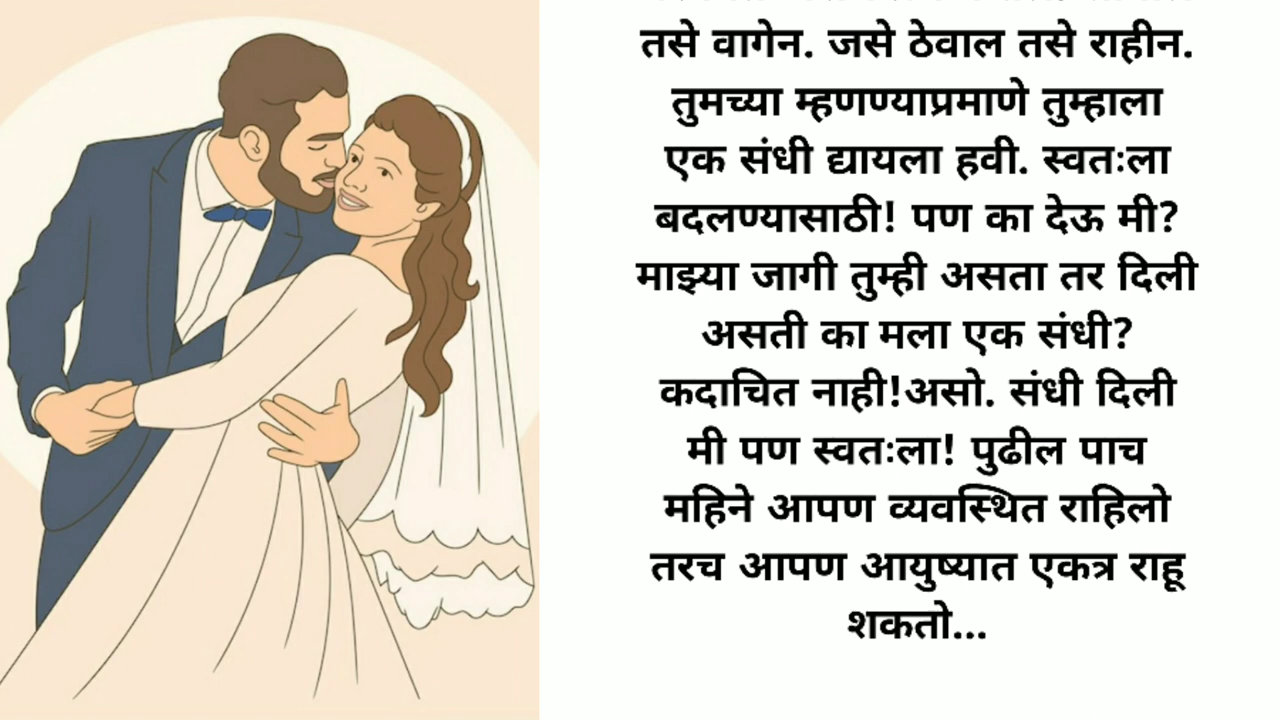 तसे वागेन. जसे ठेवाल तसे राहीन.
तुमच्या म्हणण्याप्रमाणे तुम्हाला
एक संधी द्यायला हवी. स्वतःला
बदलण्यासाठी! पण का देऊ मी?
माझ्या जागी तुम्ही असता तर दिली
असती का मला एक संधी?
कदाचित नाही!असो. संधी दिली
मी पण स्वतःला! पुढील पाच
महिने आपण व्यवस्थित राहिलो
तरच आपण आयुष्यात एकत्र राहू
शकतो...